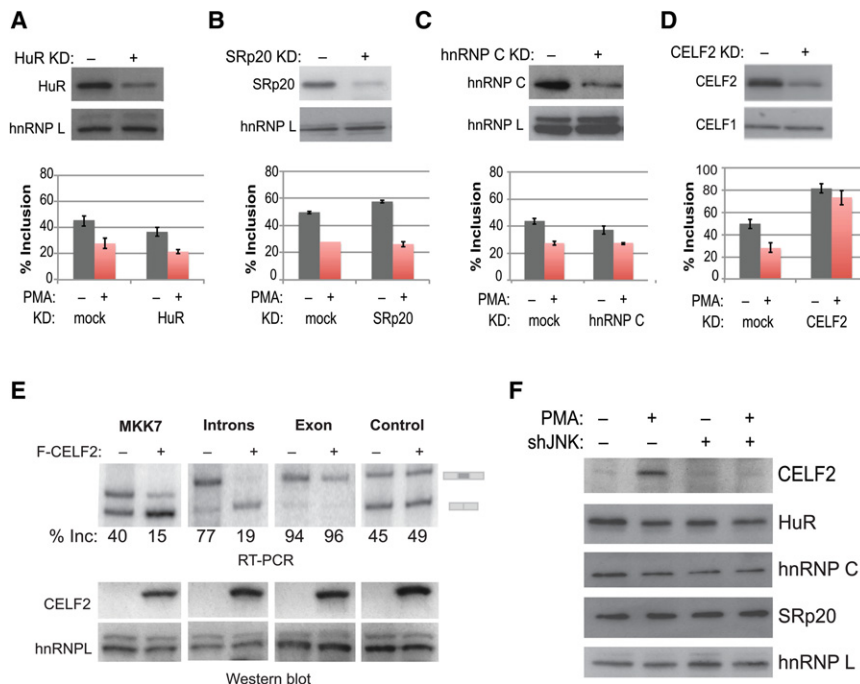 A
HuR KD: – +
HuR
hnRNP L
% Inclusion
80
60
40
20
0
PMA: – + – +
KD: mock HuR
B
SRp20 KD: – +
SRp20
hnRNP L
% Inclusion
80
60
40
20
0
PMA: – + – +
KD: mock SRp20
C
hnRNP C KD: – +
hnRNP C
hnRNP L
% Inclusion
80
60
40
20
0
PMA: – + – +
KD: mock hnRNP C
D
CELF2 KD: – +
CELF2
CELF1
% Inclusion
100
80
60
40
20
0
PMA: – + – +
KD: mock CELF2
E
MKK7 Introns Exon Control
F-CELF2: – + – + – + – +
% Inc: 40 15 77 19 94 96 45 49
RT-PCR
CELF2
hnRNPL
Western blot
F
PMA: – + – +
shJNK: – – + +
CELF2
HuR
hnRNP C
SRp20
hnRNP L